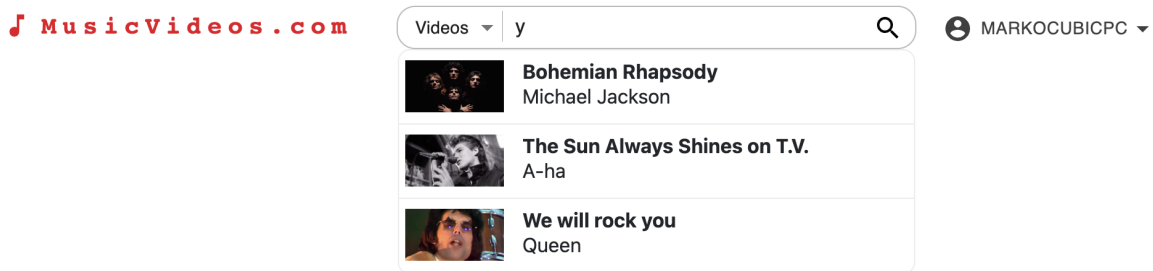 MusicVideos.com
Videos
y
MARKOCUBICPC
Bohemian Rhapsody
Michael Jackson
The Sun Always Shines on T.V.
A-ha
We will rock you
Queen